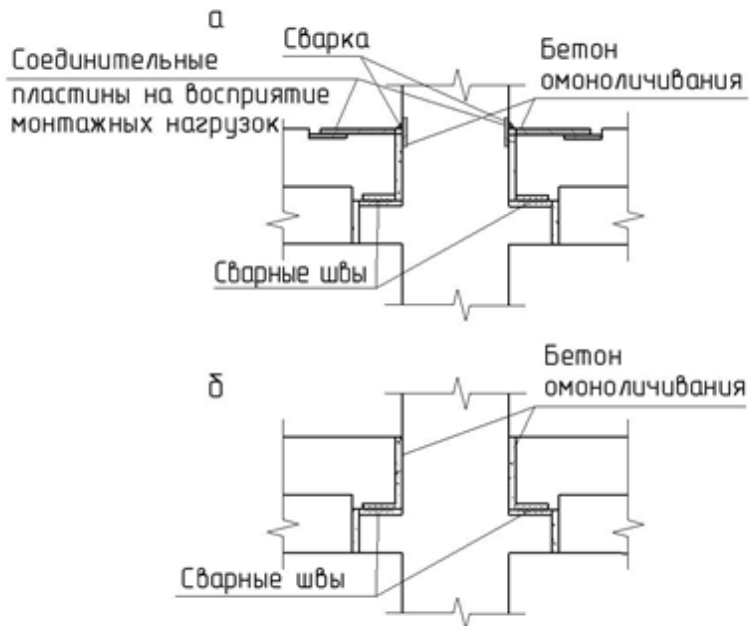 а
Сварка
Соединительные
пластины на восприятие
монтажных нагрузок
Бетон
омоноличивания
Сварные швы
б
Бетон
омоноличивания
Сварные швы